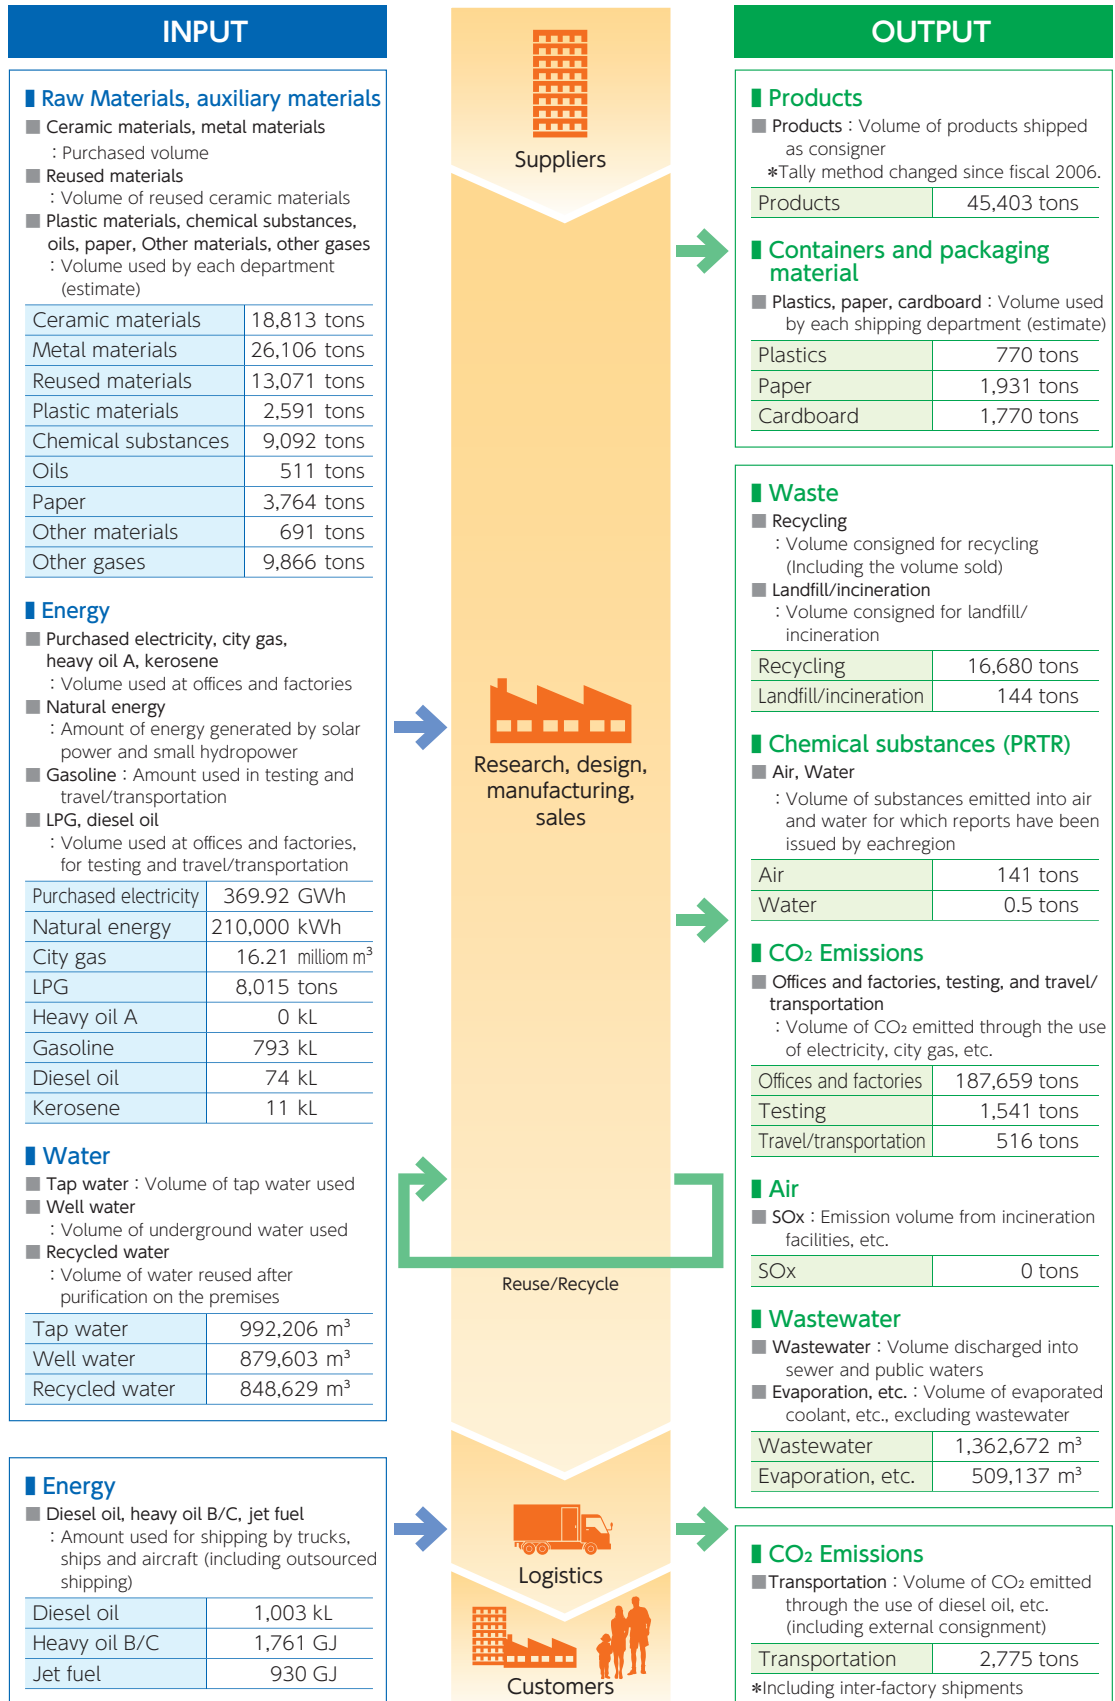 INPUT
Raw Materials, auxiliary materials
Ceramic materials, metal materials
: Purchased volume
Reused materials
: Volume of reused ceramic materials
Plastic materials, chemical substances,
oils, paper, Other materials, other gases
: Volume used by each department
(estimate)
Ceramic materials 18,813 tons
Metal materials 26,106 tons
Reused materials 13,071 tons
Plastic materials 2,591 tons
Chemical substances 9,092 tons
Oils 511 tons
Paper 3,764 tons
Other materials 691 tons
Other gases 9,866 tons
Energy
Purchased electricity, city gas,
heavy oil A, kerosene
: Volume used at offices and factories
Natural energy
: Amount of energy generated by solar
power and small hydropower
Gasoline : Amount used in testing and
travel/transportation
LPG, diesel oil
: Volume used at offices and factories,
for testing and travel/transportation
Purchased electricity 369.92 GWh
Natural energy 210,000 kWh
City gas 16.21 milliom m³
LPG 8,015 tons
Heavy oil A 0 kL
Gasoline 793 kL
Diesel oil 74 kL
Kerosene 11 kL
Water
Tap water : Volume of tap water used
Well water
: Volume of underground water used
Recycled water
: Volume of water reused after
purification on the premises
Tap water 992,206 m³
Well water 879,603 m³
Recycled water 848,629 m³
Energy
Diesel oil, heavy oil B/C, jet fuel
: Amount used for shipping by trucks,
ships and aircraft (including outsourced
shipping)
Diesel oil 1,003 kL
Heavy oil B/C 1,761 GJ
Jet fuel 930 GJ
Suppliers
Research, design,
manufacturing,
sales
Reuse/Recycle
Logistics
Customers
OUTPUT
Products
Products : Volume of products shipped
as consigner
*Tally method changed since fiscal 2006.
Products 45,403 tons
Containers and packaging
material
Plastics, paper, cardboard : Volume used
by each shipping department (estimate)
Plastics 770 tons
Paper 1,931 tons
Cardboard 1,770 tons
Waste
Recycling
: Volume consigned for recycling
(Including the volume sold)
Landfill/incineration
: Volume consigned for landfill/
incineration
Recycling 16,680 tons
Landfill/incineration 144 tons
Chemical substances (PRTR)
Air, Water
: Volume of substances emitted into air
and water for which reports have been
issued by eachregion
Air 141 tons
Water 0.5 tons
CO₂ Emissions
Offices and factories, testing, and travel/
transportation
: Volume of CO₂ emitted through the use
of electricity, city gas, etc.
Offices and factories 187,659 tons
Testing 1,541 tons
Travel/transportation 516 tons
Air
SOx : Emission volume from incineration
facilities, etc.
SOx 0 tons
Wastewater
Wastewater : Volume discharged into
sewer and public waters
Evaporation, etc. : Volume of evaporated
coolant, etc., excluding wastewater
Wastewater 1,362,672 m³
Evaporation, etc. 509,137 m³
CO₂ Emissions
Transportation : Volume of CO₂ emitted
through the use of diesel oil, etc.
(including external consignment)
Transportation 2,775 tons
*Including inter-factory shipments